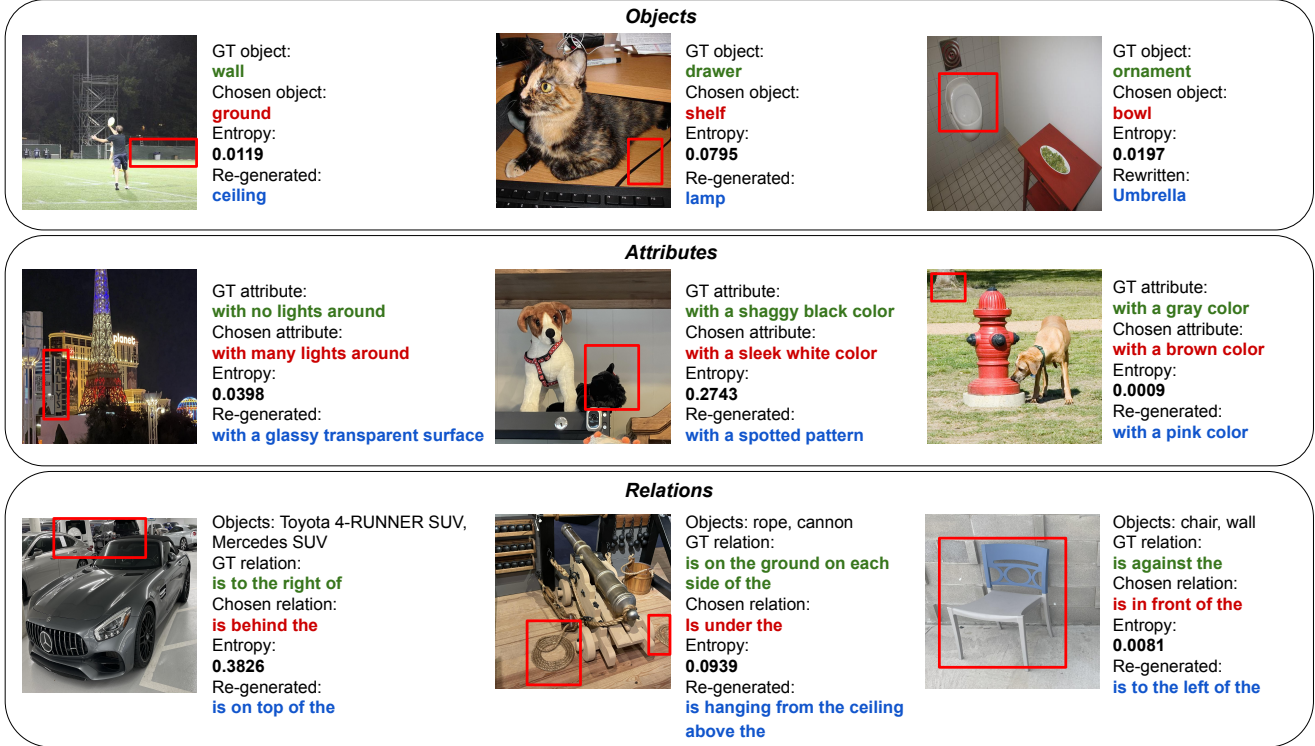 Objects
GT object:
wall
Chosen object:
ground
Entropy:
0.0119
Re-generated:
ceiling
GT object:
drawer
Chosen object:
shelf
Entropy:
0.0795
Re-generated:
lamp
GT object:
ornament
Chosen object:
bowl
Entropy:
0.0197
Rewritten:
Umbrella
Attributes
planet
BALLYS
GT attribute:
with no lights around
Chosen attribute:
with many lights around
Entropy:
0.0398
Re-generated:
with a glassy transparent surface
GT attribute:
with a shaggy black color
Chosen attribute:
with a sleek white color
Entropy:
0.2743
Re-generated:
with a spotted pattern
GT attribute:
with a gray color
Chosen attribute:
with a brown color
Entropy:
0.0009
Re-generated:
with a pink color
Relations
Objects: Toyota 4-RUNNER SUV,
Mercedes SUV
GT relation:
is to the right of
Chosen relation:
is behind the
Entropy:
0.3826
Re-generated:
is on top of the
Objects: rope, cannon
GT relation:
is on the ground on each
side of the
Chosen relation:
Is under the
Entropy:
0.0939
Re-generated:
is hanging from the ceiling
above the
Objects: chair, wall
GT relation:
is against the
Chosen relation:
is in front of the
Entropy:
0.0081
Re-generated:
is to the left of the